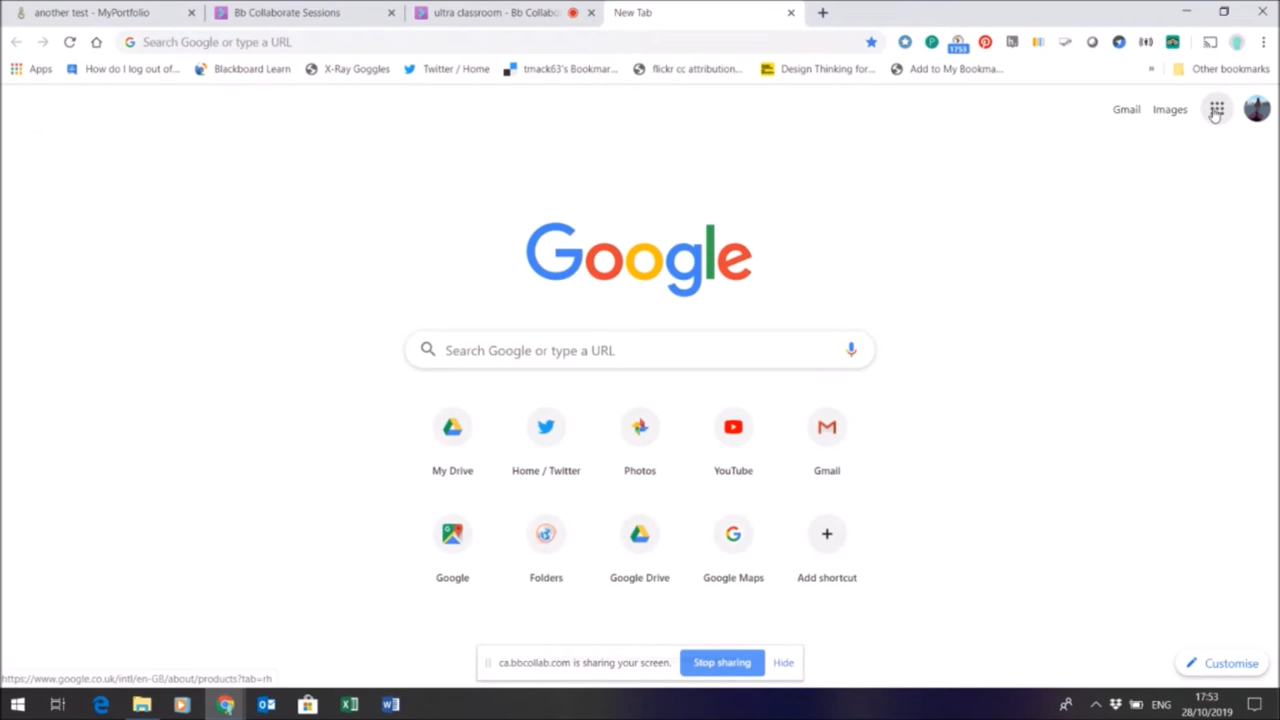 another test - MyPortfolio
Bb Collaborate Sessions
ultra classroom - Bb Collabo
New Tab
Search Google or type a URL
1753
Apps
How do I log out of...
Blackboard Learn
X-Ray Goggles
Twitter / Home
tmack63's Bookmar...
flickr cc attribution...
Design Thinking for...
Add to My Bookma...
»
Other bookmarks
Gmail
Images
Google
Search Google or type a URL
My Drive
Home / Twitter
Photos
YouTube
Gmail
Google
Folders
Google Drive
Google Maps
Add shortcut
ca.bbcollab.com is sharing your screen.
Stop sharing
Hide
Customise
https://www.google.co.uk/intl/en-GB/about/products?tab=rh
ENG
17:53
28/10/2019